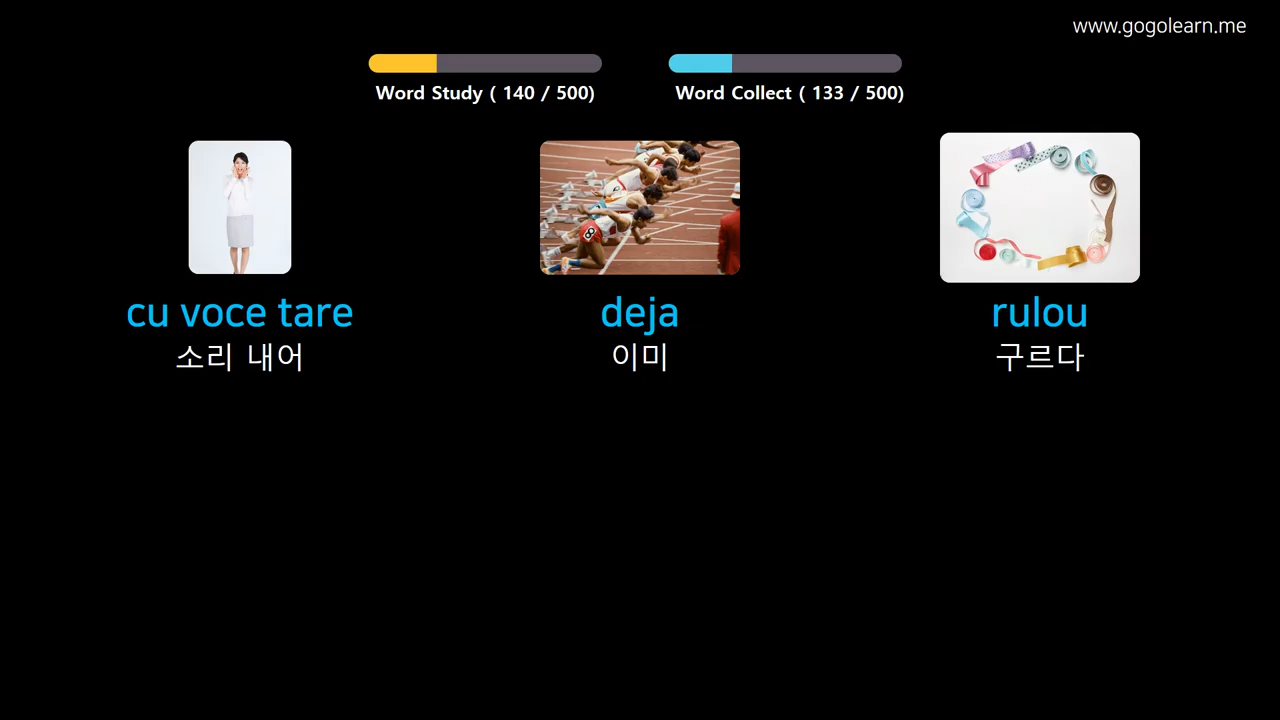 www.gogolearn.me
Word Study ( 140 / 500)
Word Collect ( 133 / 500)
cu voce tare
소리 내어
deja
이미
rulou
구르다